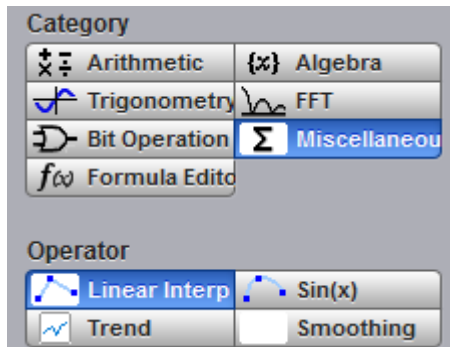 Category
Arithmetic {x} Algebra
Trigonometry FFT
Bit Operation Σ Miscellaneou
f(x) Formula Edito
Operator
Linear Interp Sin(x)
Trend Smoothing